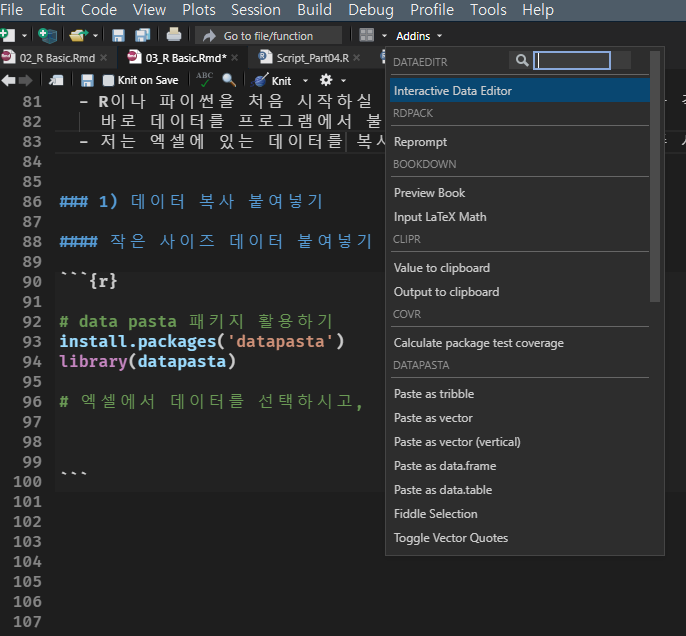 File Edit Code View Plots Session Build Debug Profile Tools Help
Go to file/function Addins
02_R Basic.Rmd 03_R Basic.Rmd* Script_Part04.R
Knit on Save ABC Knit
81 - R이나 파이썬을 처음 시작하실
82 바로 데이터를 프로그램에서 불
83 - 저는 엑셀에 있는 데이터를 복사
84
85
86 ### 1) 데이터 복사 붙여넣기
87
88 #### 작은 사이즈 데이터 붙여넣기
89
90 ```{r}
91
92 # data pasta 패키지 활용하기
93 install.packages('datapasta')
94 library(datapasta)
95
96 # 엑셀에서 데이터를 선택하시고,
97
98
99
100 ```
101
102
103
104
105
106
107
DATAEDITR
Interactive Data Editor
RDPACK
Reprompt
BOOKDOWN
Preview Book
Input LaTeX Math
CLIPR
Value to clipboard
Output to clipboard
COVR
Calculate package test coverage
DATAPASTA
Paste as tribble
Paste as vector
Paste as vector (vertical)
Paste as data.frame
Paste as data.table
Fiddle Selection
Toggle Vector Quotes